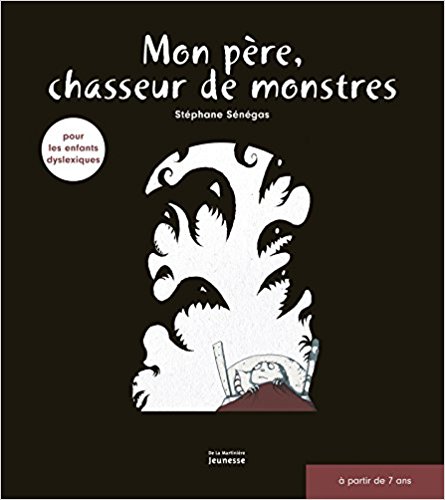 Mon père,
chasseur de monstres
Stéphane Sénégas
pour
les enfants
dyslexiques
De La Martinière
Jeunesse
à partir de 7 ans